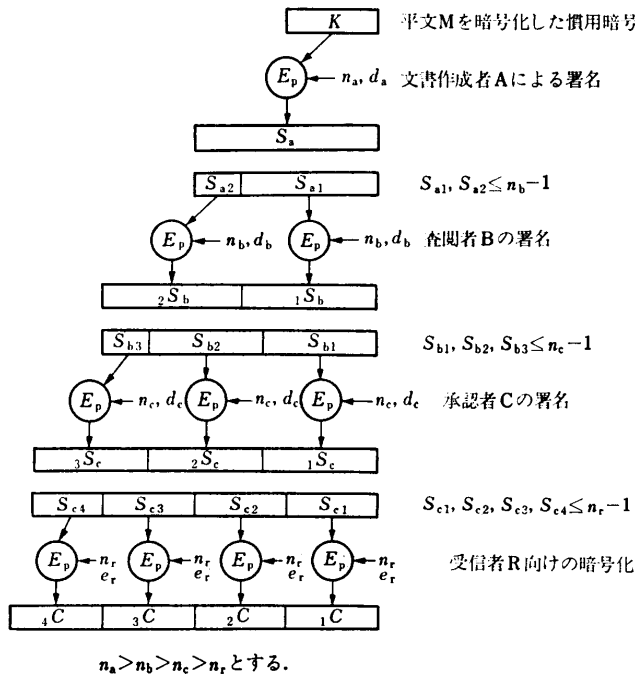 K 平文Mを暗号化した慣用暗号
Ep na, da 文書作成者Aによる署名
Sa
Sa2 Sa1 Sa1, Sa2≤nb−1
Ep nb, db Ep nb, db 査閲者Bの署名
2Sb 1Sb
Sb3 Sb2 Sb1 Sb1, Sb2, Sb3≤nc−1
Ep nc, dc Ep nc, dc Ep nc, dc 承認者Cの署名
3Sc 2Sc 1Sc
Sc4 Sc3 Sc2 Sc1 Sc1, Sc2, Sc3, Sc4≤nr−1
Ep nr er Ep nr er Ep nr er Ep nr er 受信者R向けの暗号化
4C 3C 2C 1C
na>nb>nc>nrとする.